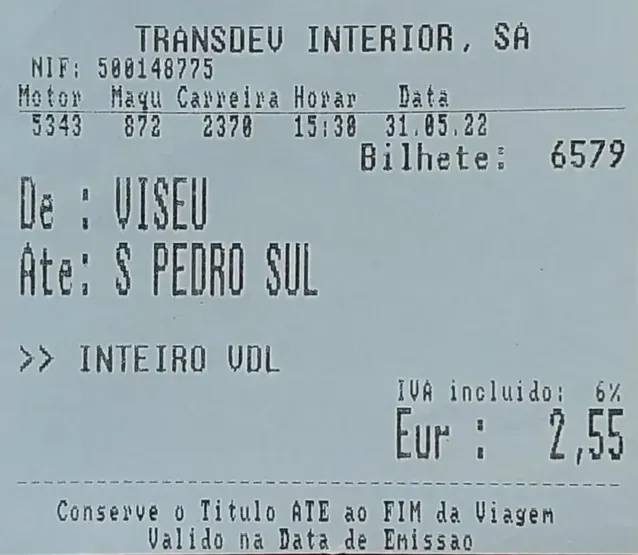 TRANSDEV INTERIOR, SA
NIF: 500148775
Motor Maqu Carreira Horar Data
5343 872 2370 15:30 31.05.22
Bilhete: 6579
De : VISEU
Ate: S PEDRO SUL
>> INTEIRO VDL
IVA incluido: 6%
Eur : 2,55
Conserve o Titulo ATE ao FIM da Viagem
Valido na Data de Emissao